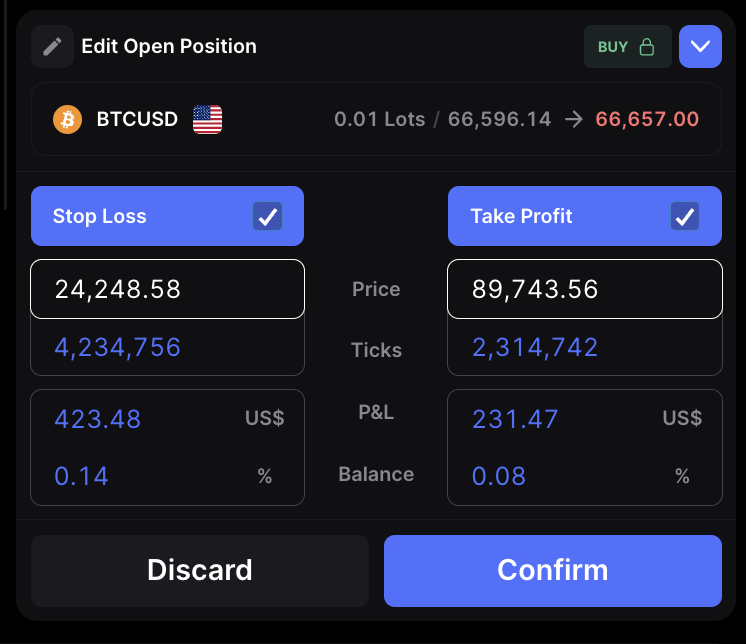 Edit Open Position BUY
BTCUSD 0.01 Lots / 66,596.14 → 66,657.00
Stop Loss Take Profit
24,248.58 Price 89,743.56
4,234,756 Ticks 2,314,742
423.48 US$ P&L 231.47 US$
0.14 % Balance 0.08 %
Discard Confirm